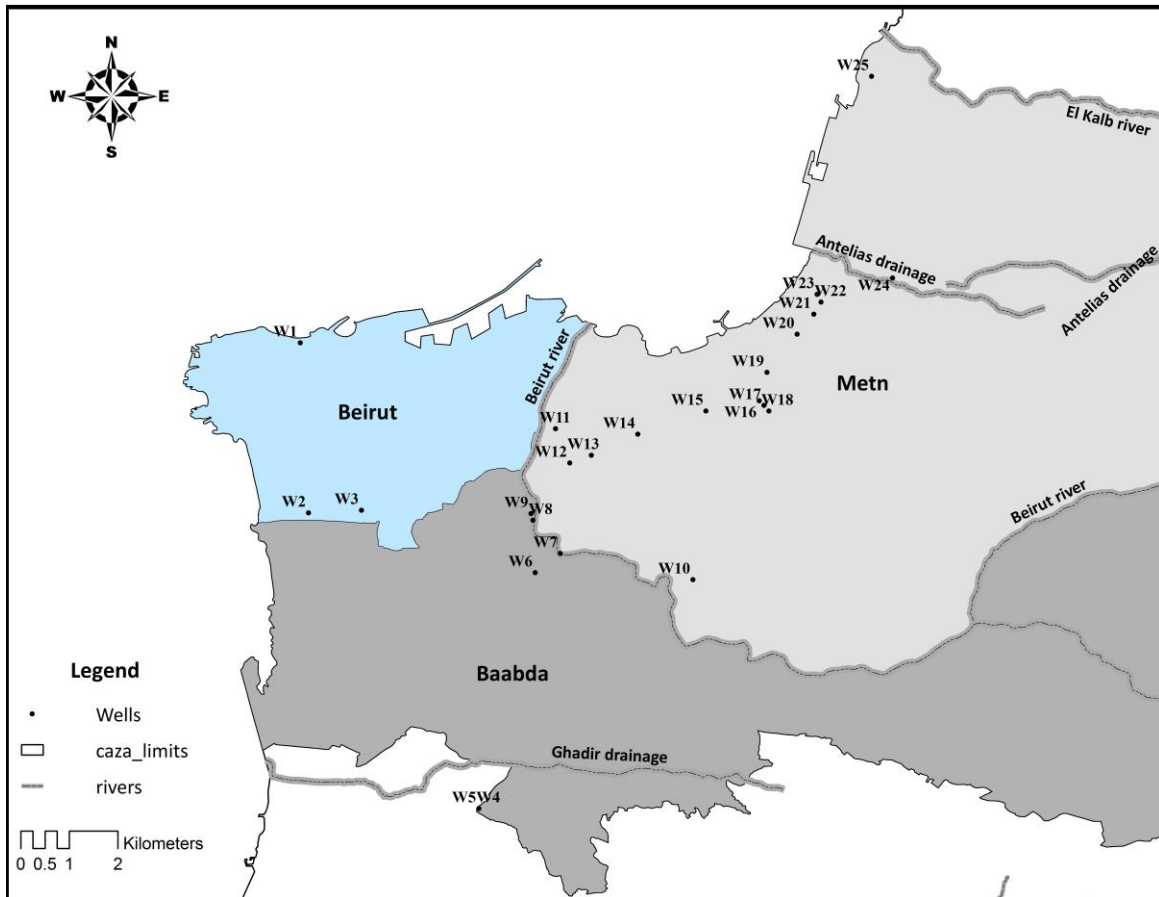 N
W E
S
W25
El Kalb river
Antelias drainage
Antelias drainage
W24
W23
W22
W21
W20
W1
Beirut river
W19
Metn
W17
W18
W16
W15
Beirut
W11
W14
W13
W12
W2
W3
W9
W8
Beirut river
W7
W6
W10
Legend
Baabda
Wells
caza_limits
rivers
Ghadir drainage
W5W4
Kilometers
0 0.5 1 2